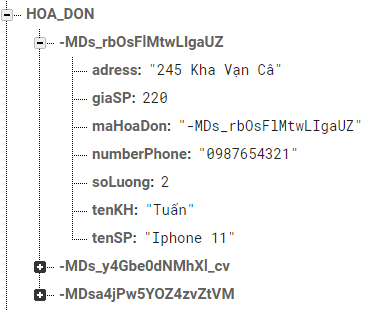 HOA_DON
-MDs_rbOsFlMtwLIgaUZ
adress: "245 Kha Vạn Câ"
giaSP: 220
maHoaDon: "-MDs_rbOsFlMtwLIgaUZ"
numberPhone: "0987654321"
soLuong: 2
tenKH: "Tuấn"
tenSP: "Iphone 11"
-MDs_y4Gbe0dNMhXl_cv
-MDsa4jPw5YOZ4zvZtVM